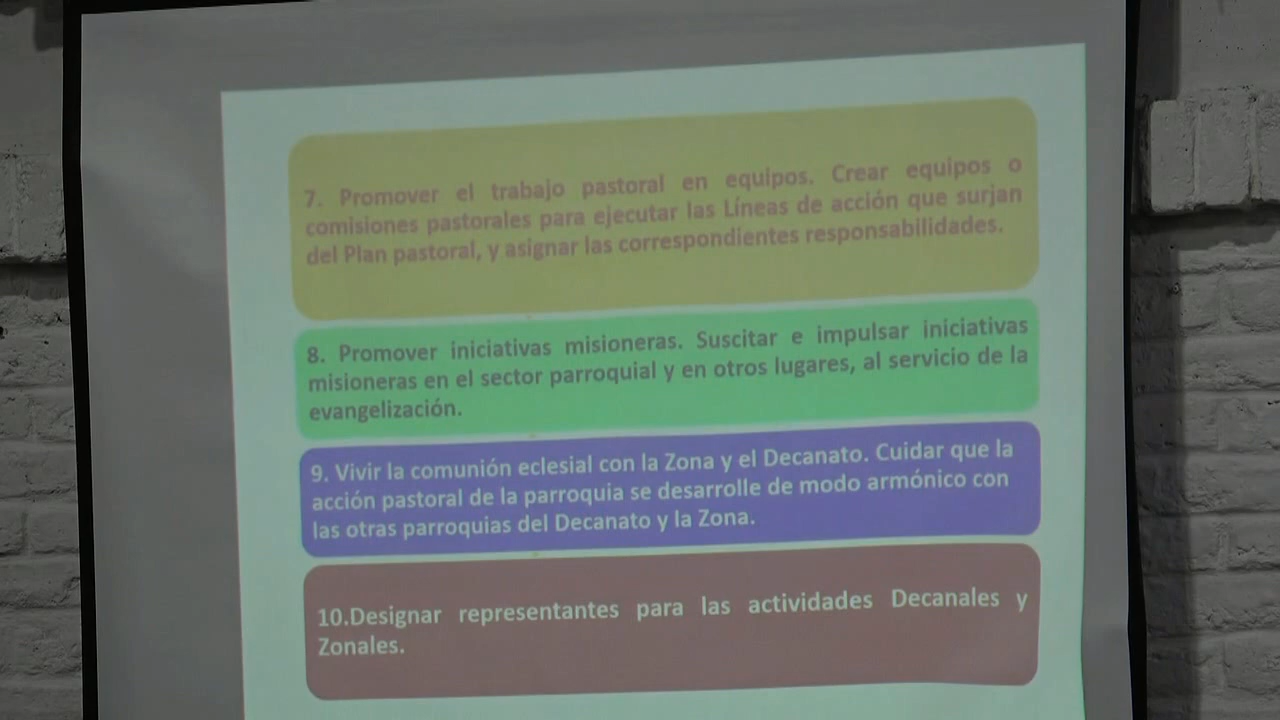 7. Promover el trabajo pastoral en equipos. Crear equipos o
comisiones pastorales para ejecutar las Líneas de acción que surjan
del Plan pastoral, y asignar las correspondientes responsabilidades.
8. Promover iniciativas misioneras. Suscitar e impulsar iniciativas
misioneras en el sector parroquial y en otros lugares, al servicio de la
evangelización.
9. Vivir la comunión eclesial con la Zona y el Decanato. Cuidar que la
acción pastoral de la parroquia se desarrolle de modo armónico con
las otras parroquias del Decanato y la Zona.
10.Designar representantes para las actividades Decanales y
Zonales.